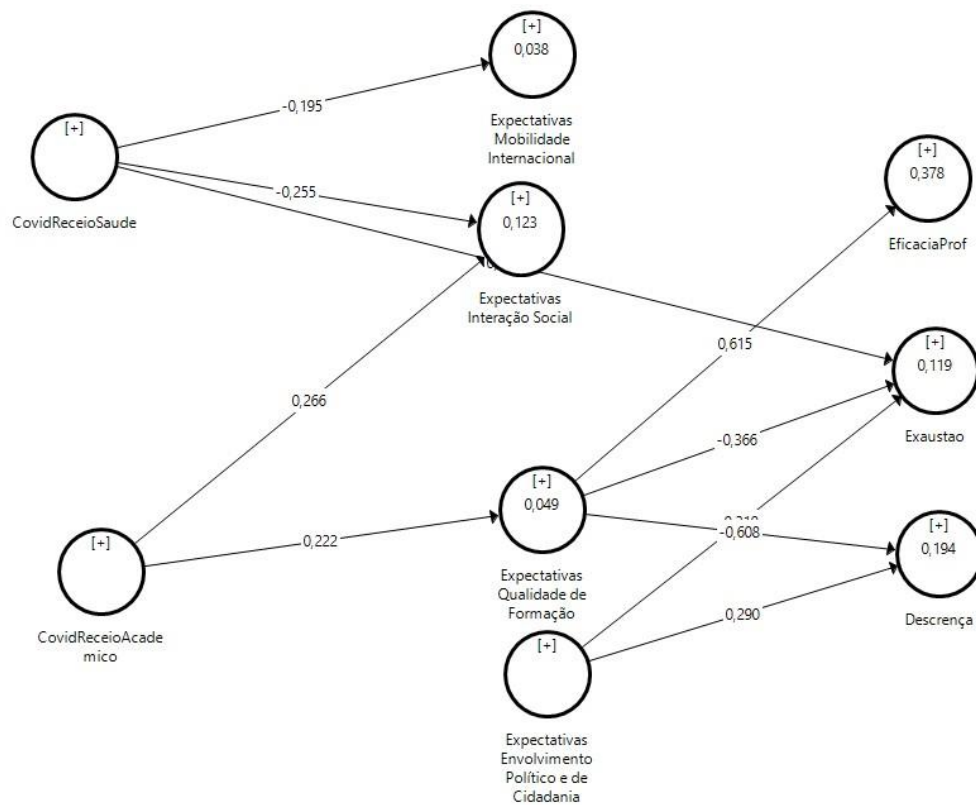 [+]
0,038
Expectativas
Mobilidade
Internacional
-0,195
[+]
CovidReceioSaude
[+]
0,378
EficaciaProf
-0,255
[+]
0,123
Expectativas
Interação Social
0,615
[+]
0,119
Exaustao
0,266
-0,366
[+]
0,049
Expectativas
Qualidade de
Formação
0,222
-0,608
[+]
0,194
Descrença
[+]
CovidReceioAcade
mico
0,290
[+]
Expectativas
Envolvimento
Político e de
Cidadania